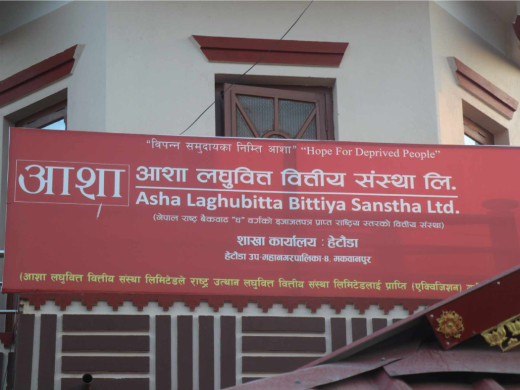 "विपन्न समुदायका निम्ति आशा" "Hope For Deprived People"
आशा
आशा लघुवित्त वित्तीय संस्था लि.
Asha Laghubitta Bittiya Sanstha Ltd.
(नेपाल राष्ट्र बैंकबाट "घ" वर्गको इजाजतपत्र प्राप्त राष्ट्रिय स्तरको वित्तीय संस्था)
शाखा कार्यालय : हेटौंडा
हेटौंडा उप-महानगरपालिका-४, मकवानपुर
(आशा लघुवित्त वित्तीय संस्था लिमिटेडले राष्ट्र उत्थान लघुवित्त वित्तीय संस्था लिमिटेडलाई प्राप्ति (एक्विजिशन)